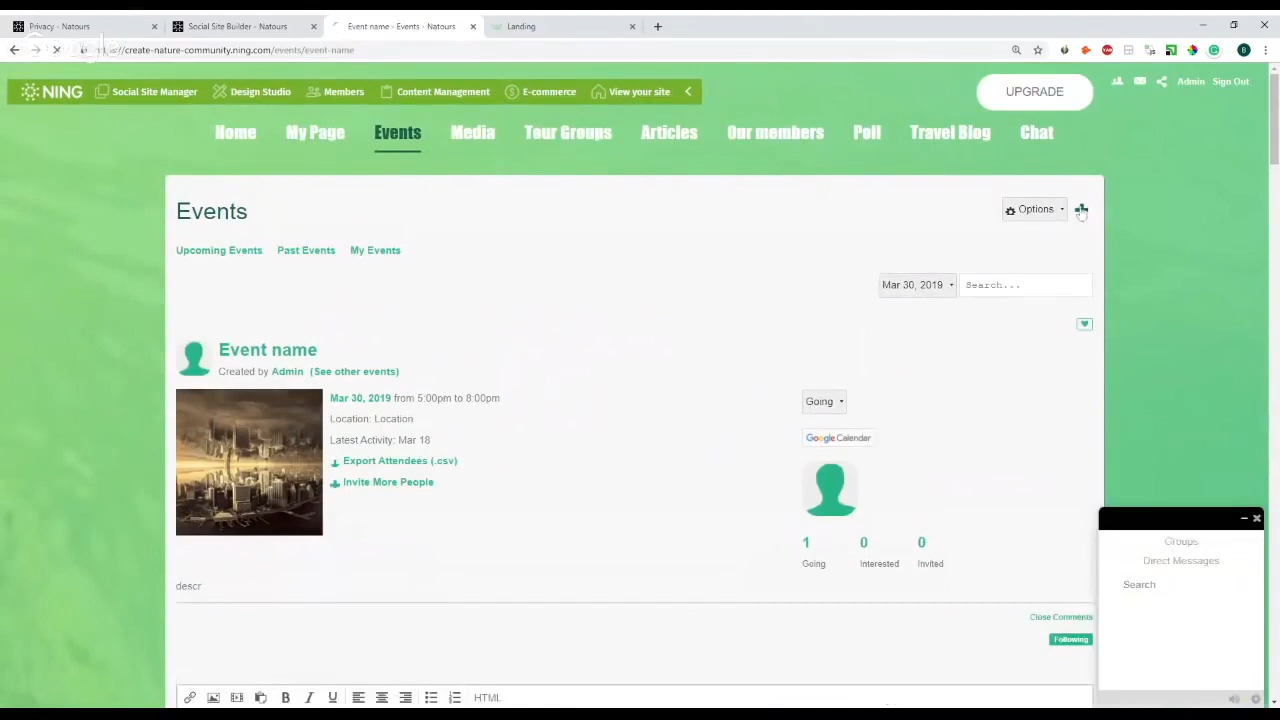 Privacy - Natours
Social Site Builder - Natours
Event name - Events - Natours
Landing
create-nature-community.ning.com/events/event-name
NING
Social Site Manager
Design Studio
Members
Content Management
E-commerce
View your site
UPGRADE
Admin
Sign Out
Home
My Page
Events
Media
Tour Groups
Articles
Our members
Poll
Travel Blog
Chat
Events
Options
Upcoming Events
Past Events
My Events
Mar 30, 2019
Search...
Event name
Created by Admin (See other events)
Mar 30, 2019 from 5:00pm to 8:00pm
Location: Location
Latest Activity: Mar 18
Export Attendees (.csv)
Invite More People
Going
Google Calendar
1 0 0
Going Interested Invited
descr
Groups
Direct Messages
Search
Close Comments
Following
B I U HTML